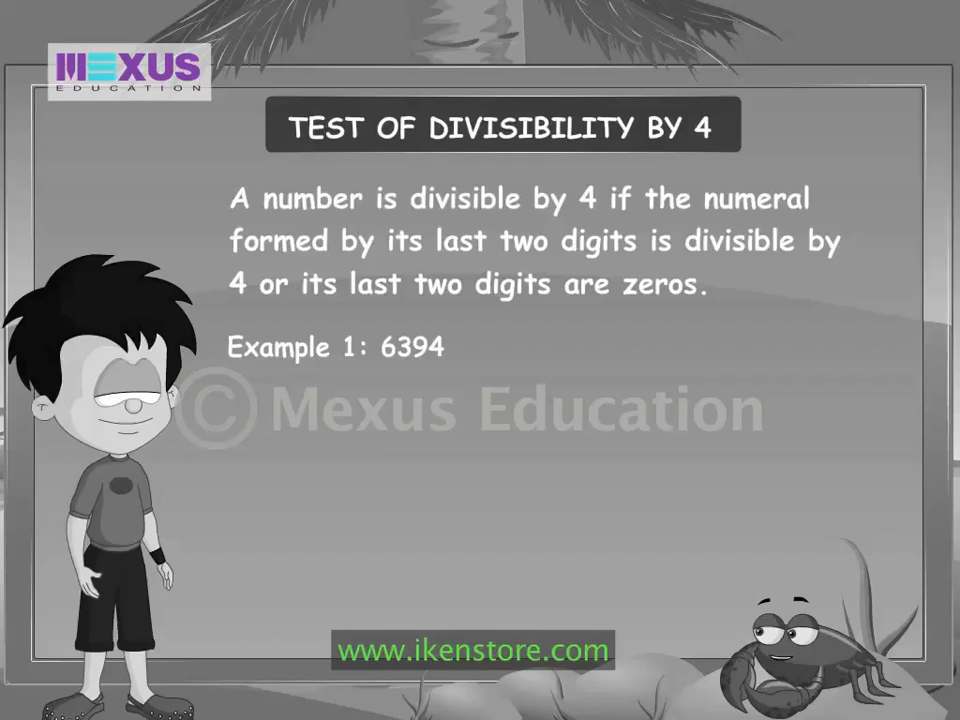 MEXUS
EDUCATION
TEST OF DIVISIBILITY BY 4
A number is divisible by 4 if the numeral
formed by its last two digits is divisible by
4 or its last two digits are zeros.
Example 1: 6394
© Mexus Education
www.ikenstore.com